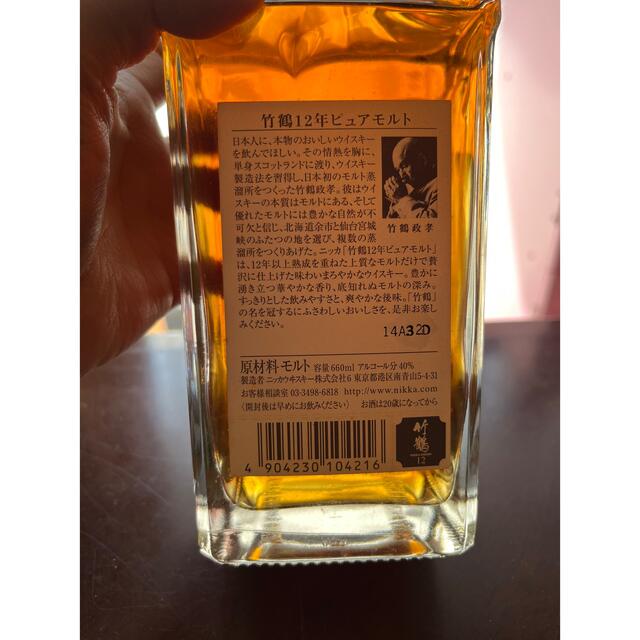 竹鶴12年ピュアモルト
日本人に、本物のおいしいウイスキー
を飲んでほしい。その情熱を胸に、
単身スコットランドに渡り、ウイスキー
製造法を習得し、日本初のモルト蒸
溜所をつくった竹鶴政孝。彼はウイ
スキーの本質はモルトにある、そして
優れたモルトには豊かな自然が不
可欠と信じ、北海道余市と仙台宮城
峡のふたつの地を選び、複数の蒸
溜所をつくりあげた。ニッカ「竹鶴12年ピュアモルト」
は、12年以上熟成を重ねた上質なモルトだけで贅
沢に仕上げた味わいまろやかなウイスキー。豊かに
湧き立つ華やかな香り、底知れぬモルトの深み。
すっきりとした飲みやすさと、爽やかな後味。「竹鶴」
の名を冠するにふさわしいおいしさを、是非お楽し
みください。
竹鶴政孝
14A32D
原材料 モルト 容量 660ml アルコール分 40%
製造者 ニッカウヰスキー株式会社6 東京都港区南青山5-4-31
お客様相談室 03-3498-6818 http://www.nikka.com
〈開封後は早めにお飲みください〉 お酒は20歳になってから
4 904230 104216
竹鶴
12